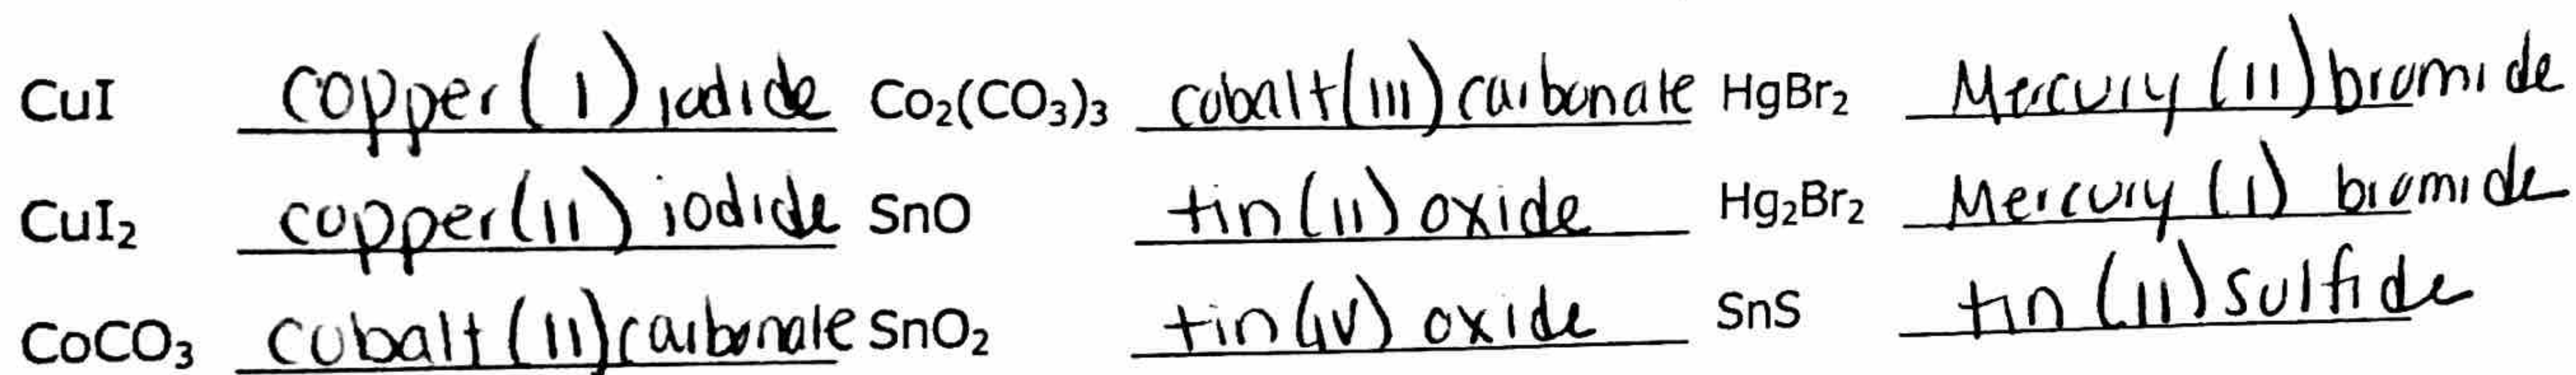 CuI copper(I) iodide Co₂(CO₃)₃ cobalt(III) carbonate HgBr₂ Mercury (II) bromide
CuI₂ copper(II) iodide SnO tin(II) oxide Hg₂Br₂ Mercury (I) bromide
CoCO₃ cobalt (II) carbonate SnO₂ tin(IV) oxide SnS tin (II) sulfide